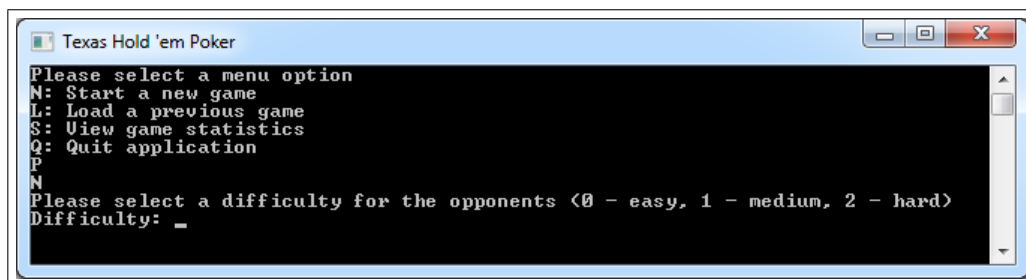 Texas Hold 'em Poker
Please select a menu option
N: Start a new game
L: Load a previous game
S: View game statistics
Q: Quit application
P
N
Please select a difficulty for the opponents (0 - easy, 1 - medium, 2 - hard)
Difficulty: _